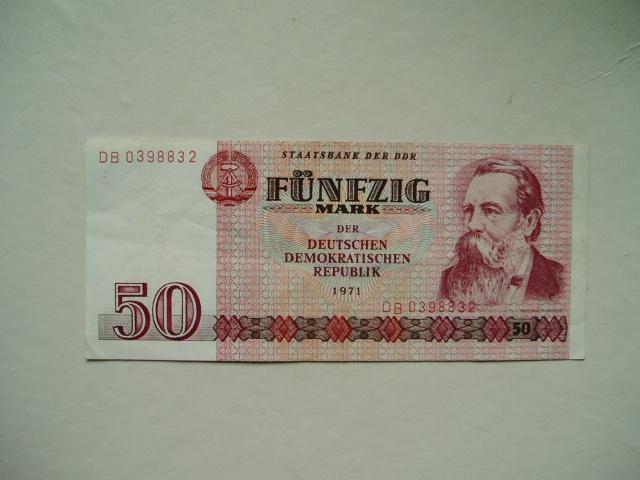 DB 0398832
STAATSBANK DER DDR
FÜNFZIG
MARK
DER
DEUTSCHEN
DEMOKRATISCHEN
REPUBLIK
1971
DB 0398832
50
50